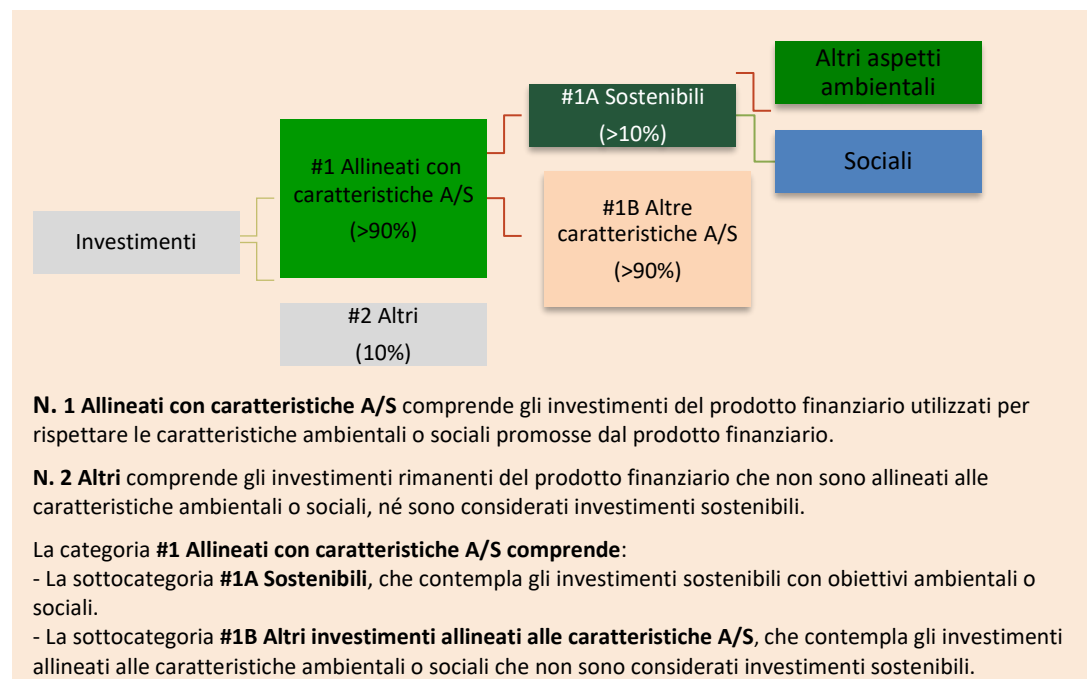 Altri aspetti
ambientali
#1A Sostenibili
(>10%)
#1 Allineati con
caratteristiche A/S
(>90%)
Sociali
#1B Altre
caratteristiche A/S
(>90%)
Investimenti
#2 Altri
(10%)
N. 1 Allineati con caratteristiche A/S comprende gli investimenti del prodotto finanziario utilizzati per
rispettare le caratteristiche ambientali o sociali promosse dal prodotto finanziario.
N. 2 Altri comprende gli investimenti rimanenti del prodotto finanziario che non sono allineati alle
caratteristiche ambientali o sociali, né sono considerati investimenti sostenibili.
La categoria #1 Allineati con caratteristiche A/S comprende:
- La sottocategoria #1A Sostenibili, che contempla gli investimenti sostenibili con obiettivi ambientali o
sociali.
- La sottocategoria #1B Altri investimenti allineati alle caratteristiche A/S, che contempla gli investimenti
allineati alle caratteristiche ambientali o sociali che non sono considerati investimenti sostenibili.